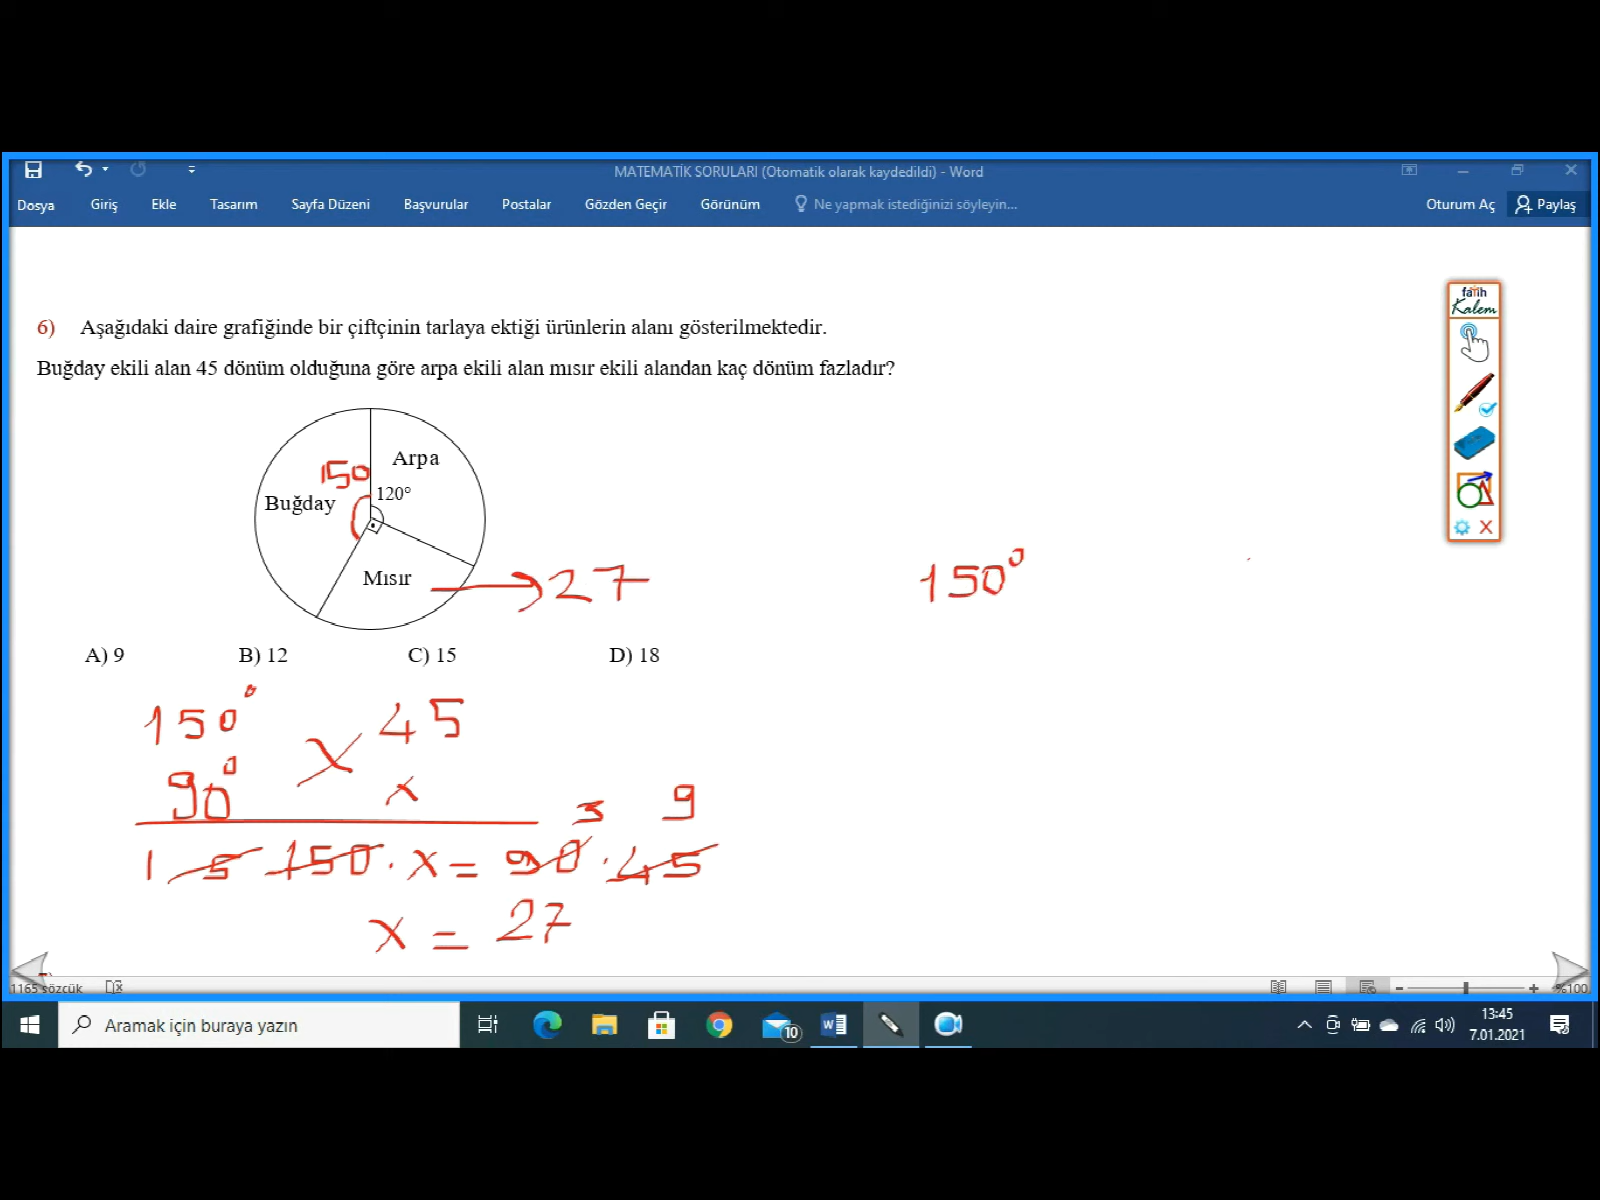 MATEMATİK SORULARI (Otomatik olarak kaydedildi) - Word
Dosya Giriş Ekle Tasarım Sayfa Düzeni Başvurular Postalar Gözden Geçir Görünüm Ne yapmak istediğinizi söyleyin... Oturum Aç Paylaş
fatih
Kalem
6) Aşağıdaki daire grafiğinde bir çiftçinin tarlaya ektiği ürünlerin alanı gösterilmektedir.
Buğday ekili alan 45 dönüm olduğuna göre arpa ekili alan mısır ekili alandan kaç dönüm fazladır?
Arpa
150
120°
Buğday
Mısır
27
150°
A) 9 B) 12 C) 15 D) 18
150° 45
90° x
3 9
1 5 150 . x = 90 . 45
x = 27
1165 sözcük
%100
Aramak için buraya yazın
10
13:45
7.01.2021